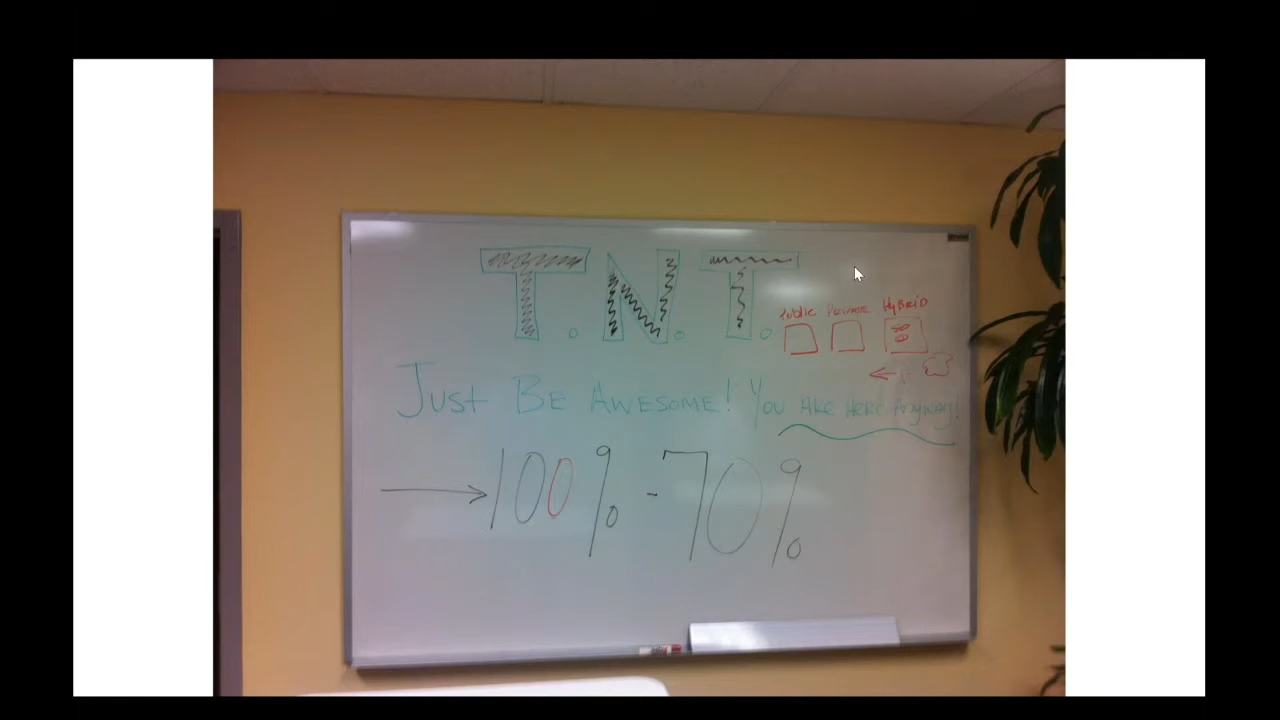 T.N.T.
Public Private Hybrid
Just Be Awesome! You Are Here Anyway!
100% - 70%